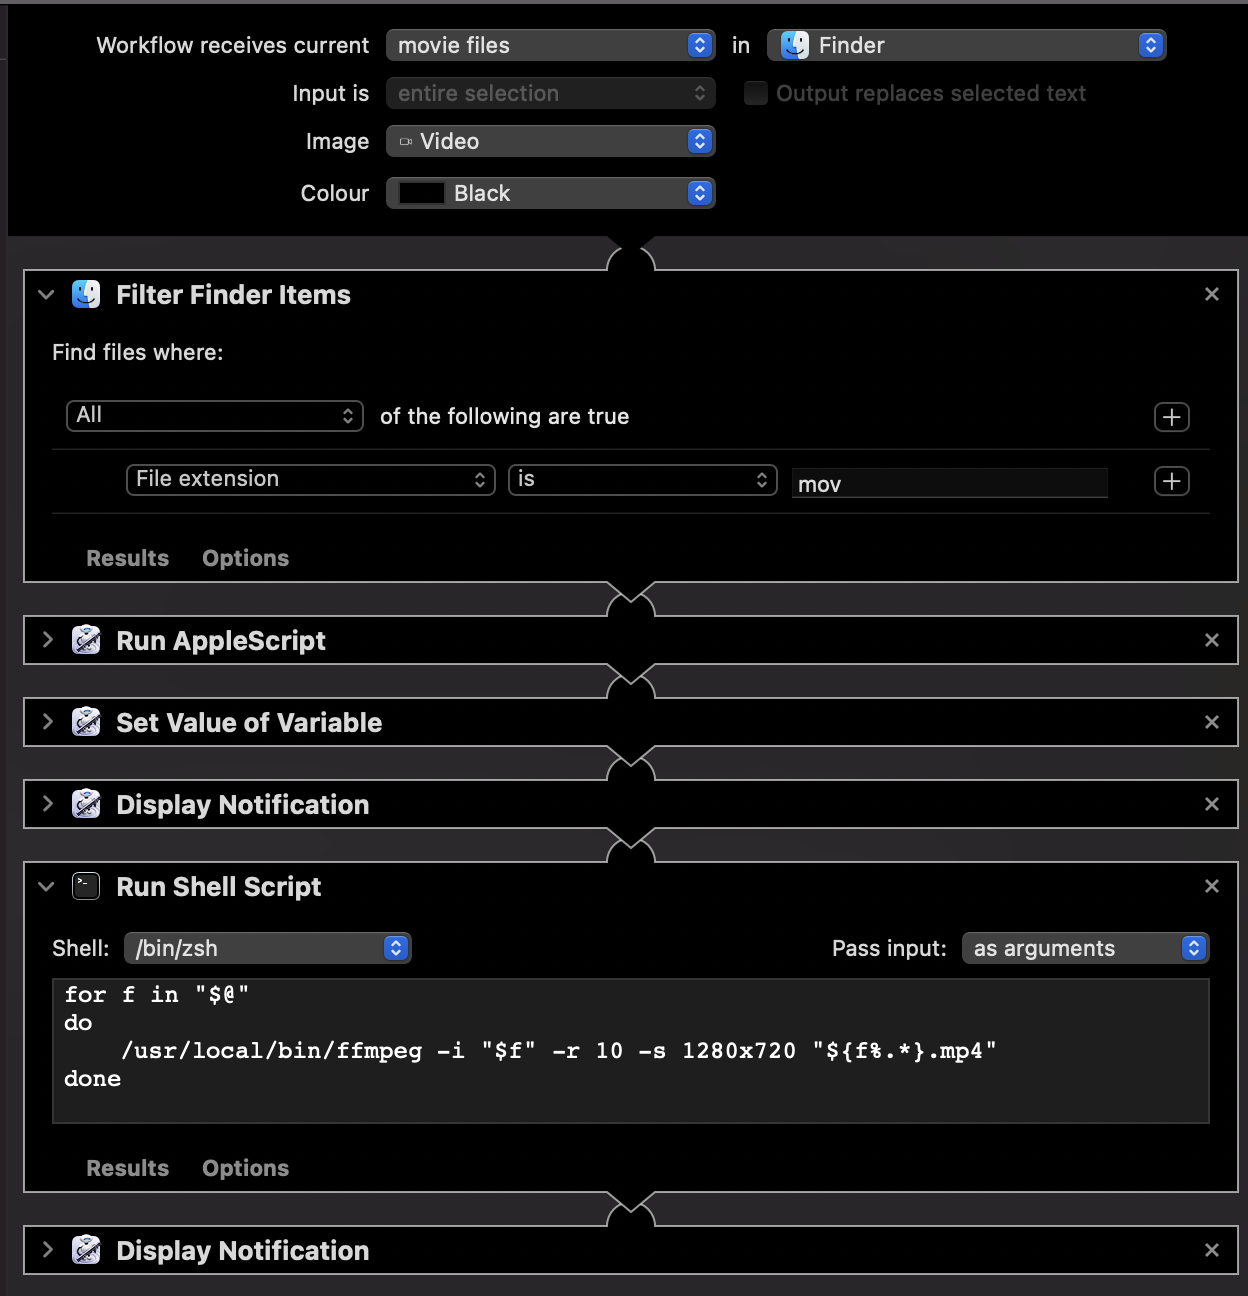 Workflow receives current movie files in Finder
Input is entire selection Output replaces selected text
Image Video
Colour Black
Filter Finder Items
Find files where:
All of the following are true
File extension is mov
Results Options
Run AppleScript
Set Value of Variable
Display Notification
Run Shell Script
Shell: /bin/zsh Pass input: as arguments
for f in "$@"
do
    /usr/local/bin/ffmpeg -i "$f" -r 10 -s 1280x720 "${f%.*}.mp4"
done
Results Options
Display Notification